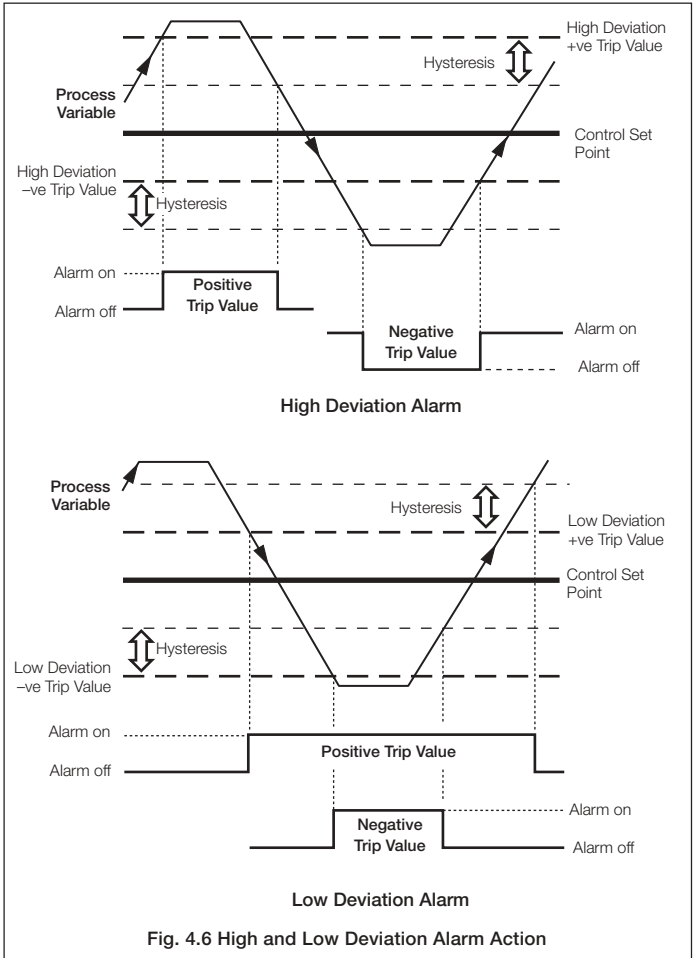 High Deviation
+ve Trip Value
Hysteresis
Process
Variable
Control Set
Point
High Deviation
–ve Trip Value
Hysteresis
Alarm on
Positive
Trip Value
Alarm off
Negative
Trip Value
Alarm on
Alarm off
High Deviation Alarm
Process
Variable
Hysteresis
Low Deviation
+ve Trip Value
Control Set
Point
Hysteresis
Low Deviation
–ve Trip Value
Alarm on
Positive Trip Value
Alarm off
Alarm on
Negative
Trip Value
Alarm off
Low Deviation Alarm
Fig. 4.6 High and Low Deviation Alarm Action